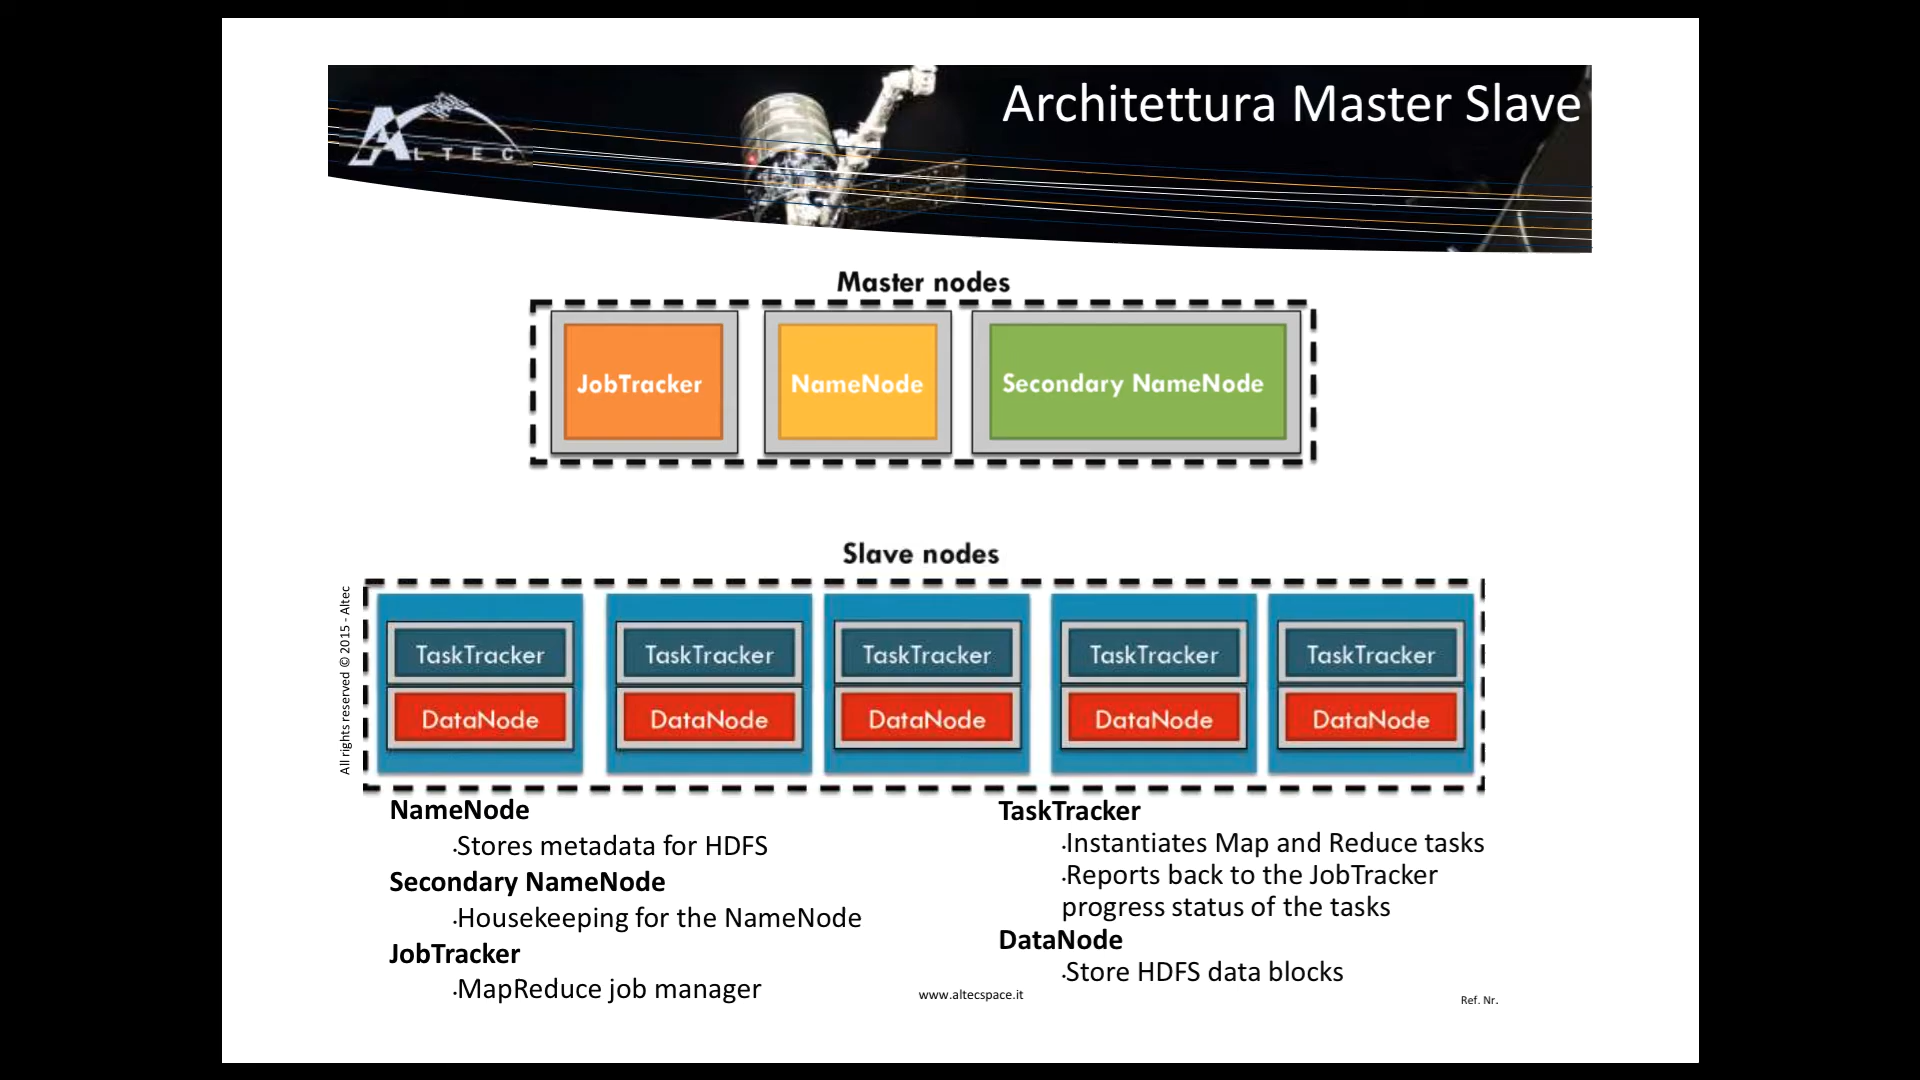 Architettura Master Slave
ALTEC
Master nodes
JobTracker
NameNode
Secondary NameNode
Slave nodes
TaskTracker
TaskTracker
TaskTracker
TaskTracker
TaskTracker
DataNode
DataNode
DataNode
DataNode
DataNode
All rights reserved © 2015 - Altec
NameNode
·Stores metadata for HDFS
Secondary NameNode
·Housekeeping for the NameNode
JobTracker
·MapReduce job manager
TaskTracker
·Instantiates Map and Reduce tasks
·Reports back to the JobTracker
progress status of the tasks
DataNode
·Store HDFS data blocks
www.altecspace.it
Ref. Nr.